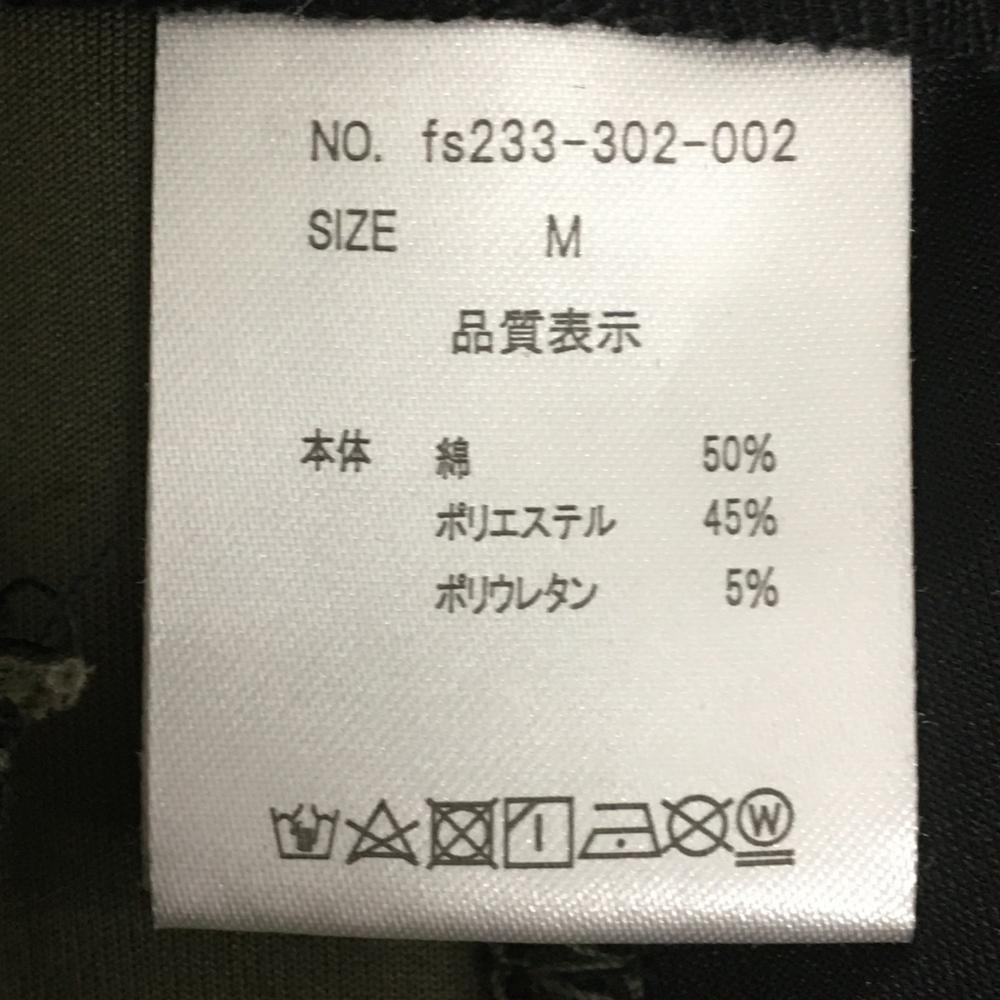 NO. fs233-302-002
SIZE M
品質表示
本体 綿 50%
ポリエステル 45%
ポリウレタン 5%
W